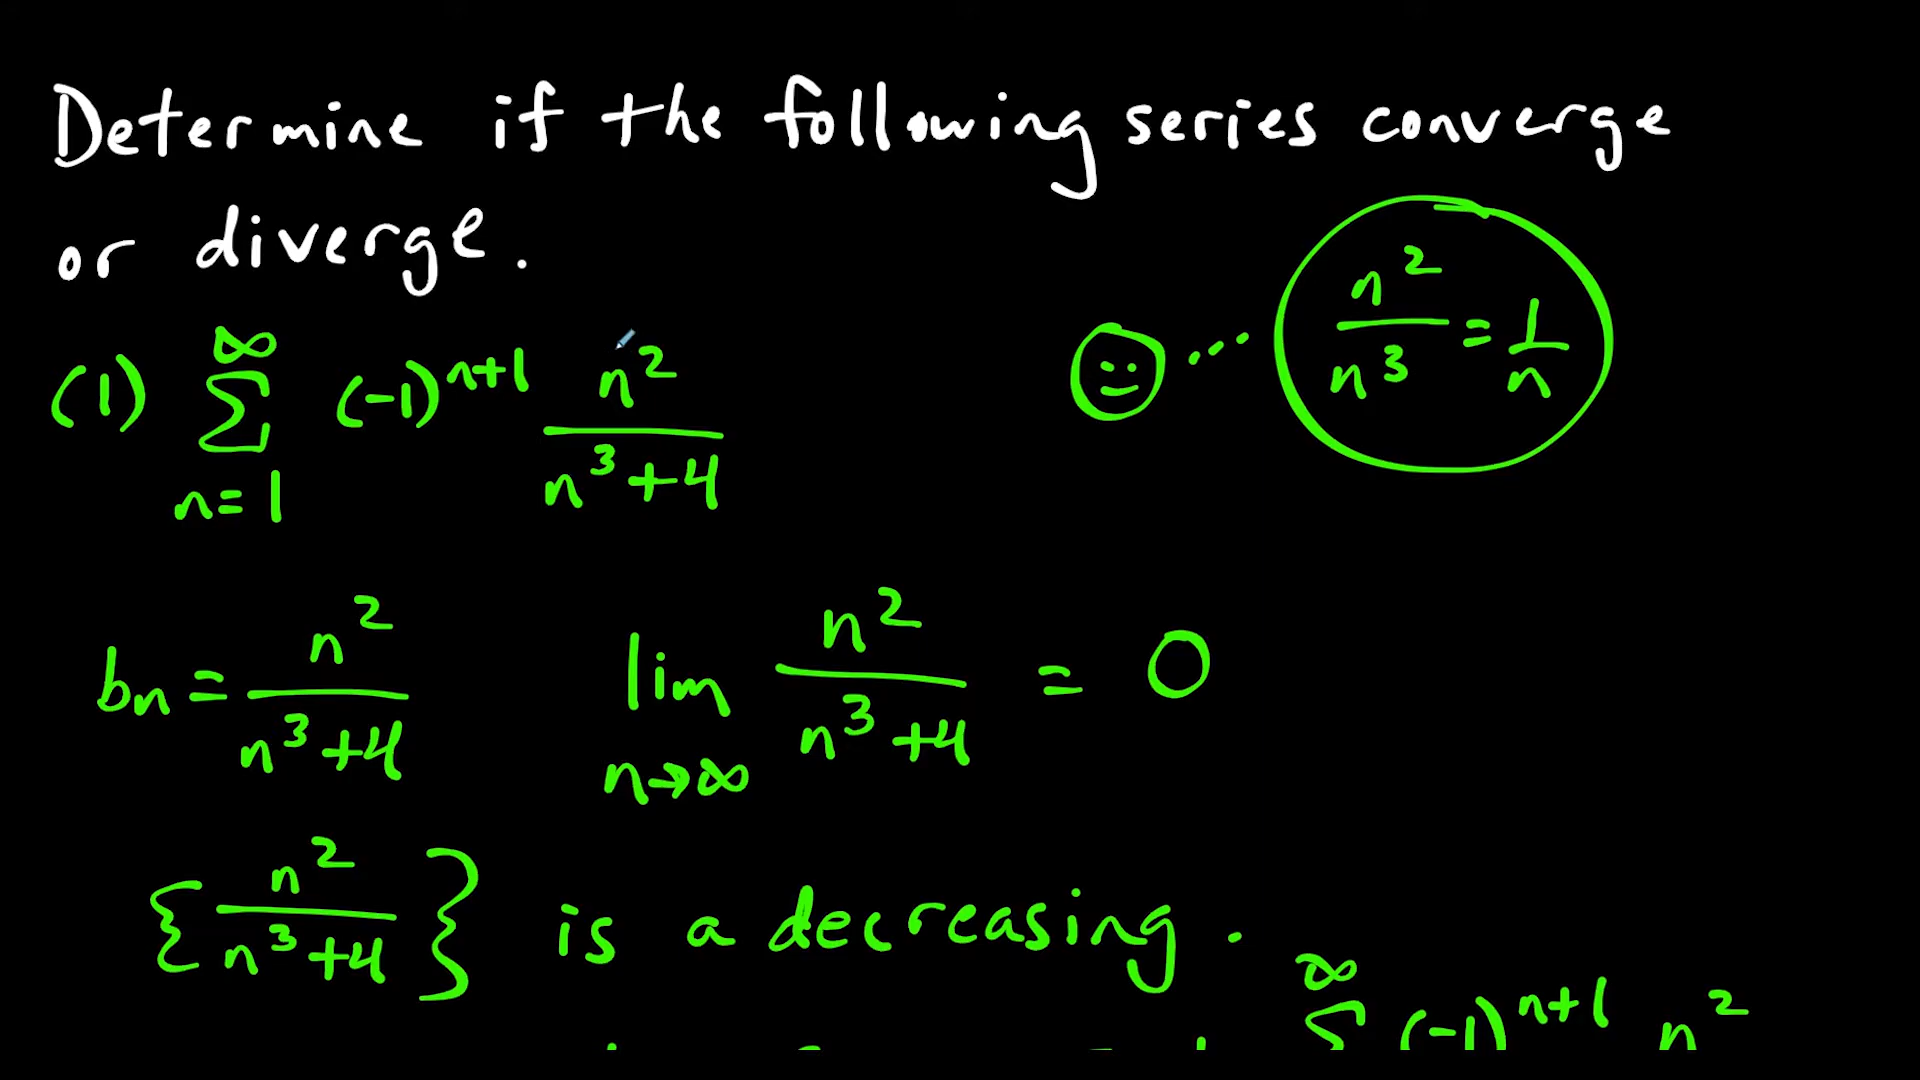 Determine if the following series converge
or diverge.
n²/n³ = 1/n
(1) ∑_{n=1}^{∞} (-1)^{n+1} n²/(n³+4)
bn = n²/(n³+4)    lim_{n→∞} n²/(n³+4) = 0
{n²/(n³+4)} is a decreasing.
∑^{∞} (-1)^{n+1} n²